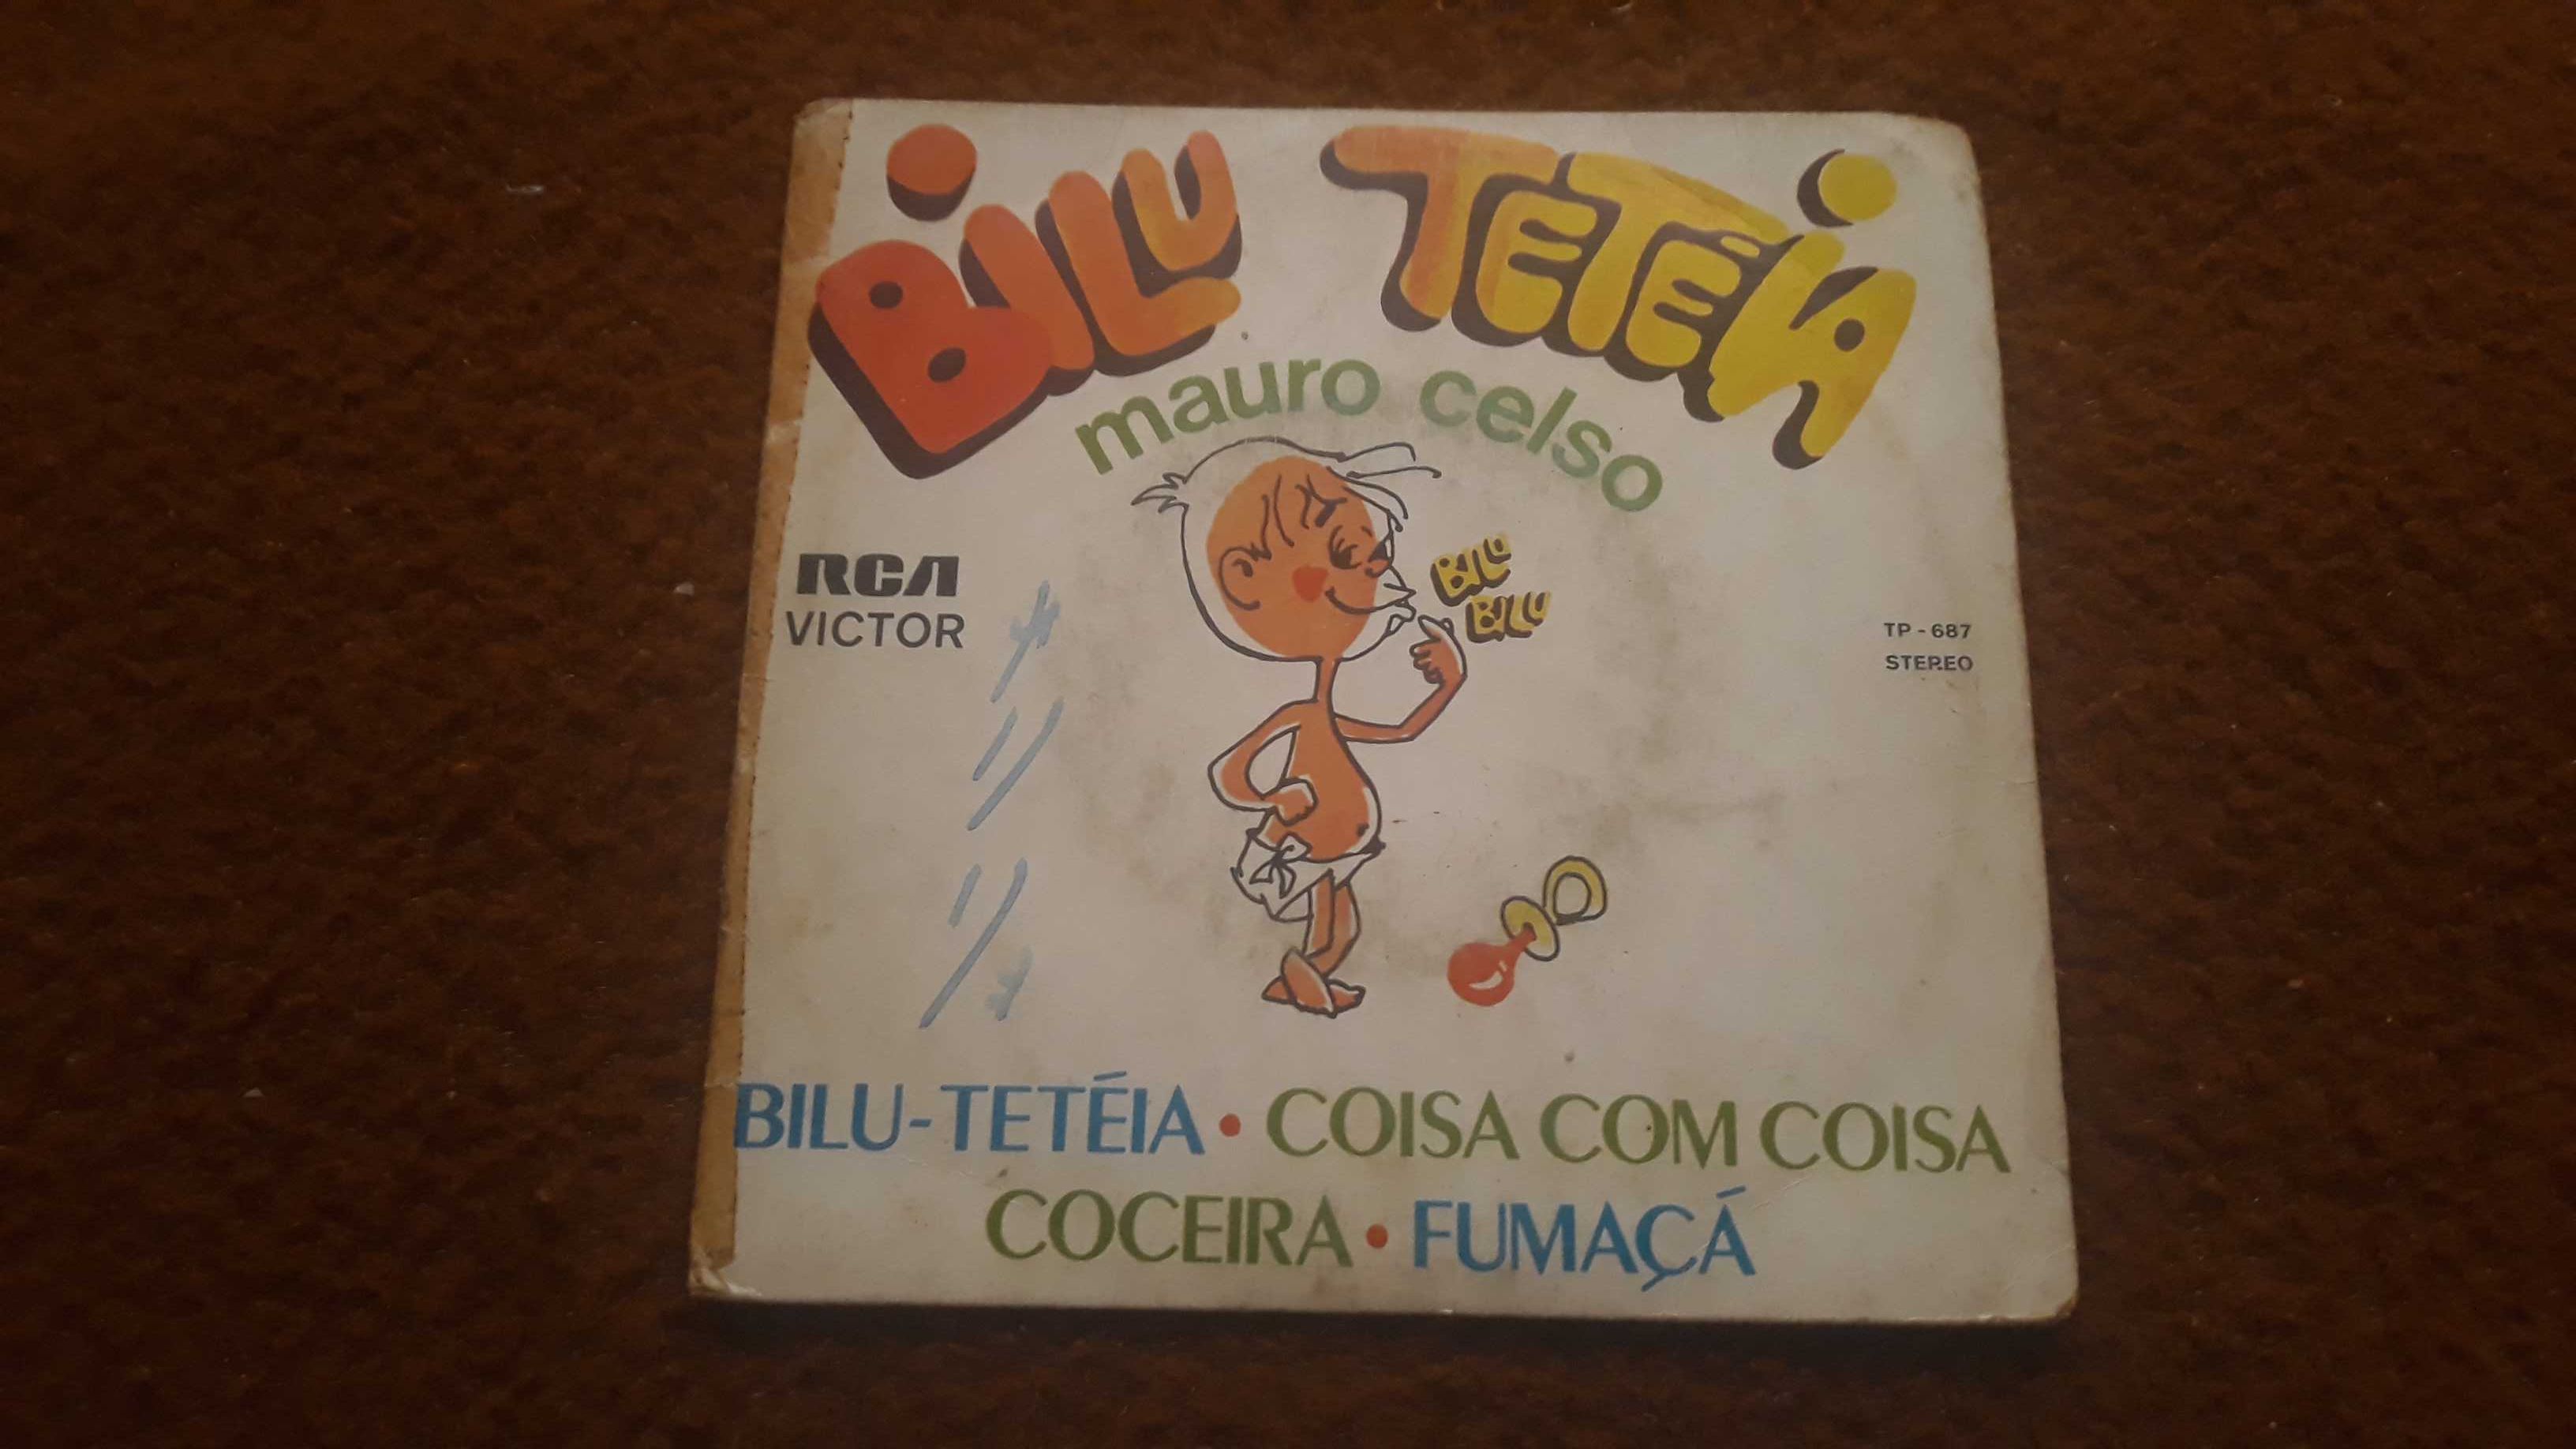 BILU TETÉIA
mauro celso
BILU
BILU
RCA
VICTOR
TP - 687
STEREO
BILU-TETÉIA • COISA COM COISA
COCEIRA • FUMAÇÁ